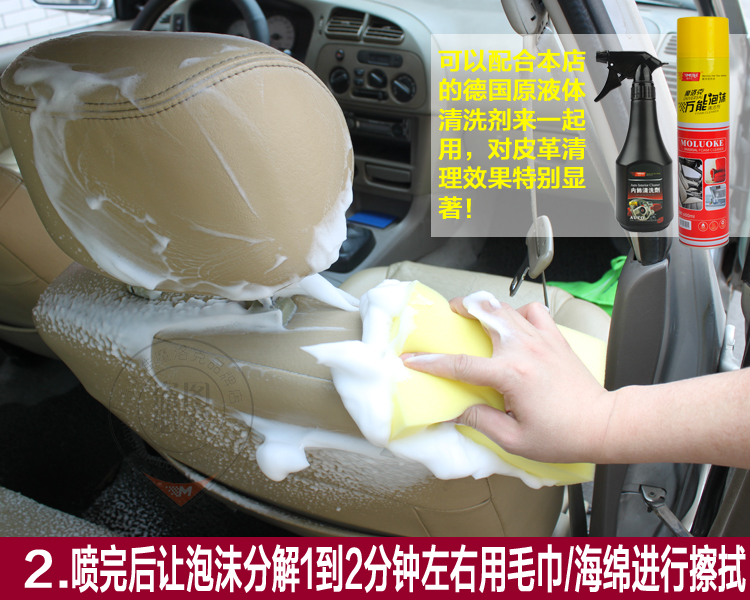 可以配合本店
的德国原液体
清洗剂来一起
用，对皮革清
理效果特别显
著！
万能泡沫
MOLUOKE
内饰清洗剂
2.喷完后让泡沫分解1到2分钟左右用毛巾/海绵进行擦拭